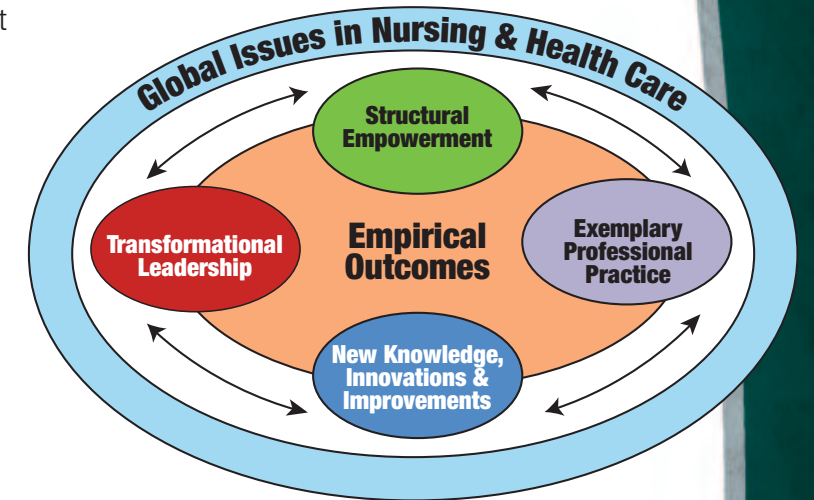 t
Global Issues in Nursing & Health Care
Structural
Empowerment
Transformational
Leadership
Empirical
Outcomes
Exemplary
Professional
Practice
New Knowledge,
Innovations &
Improvements